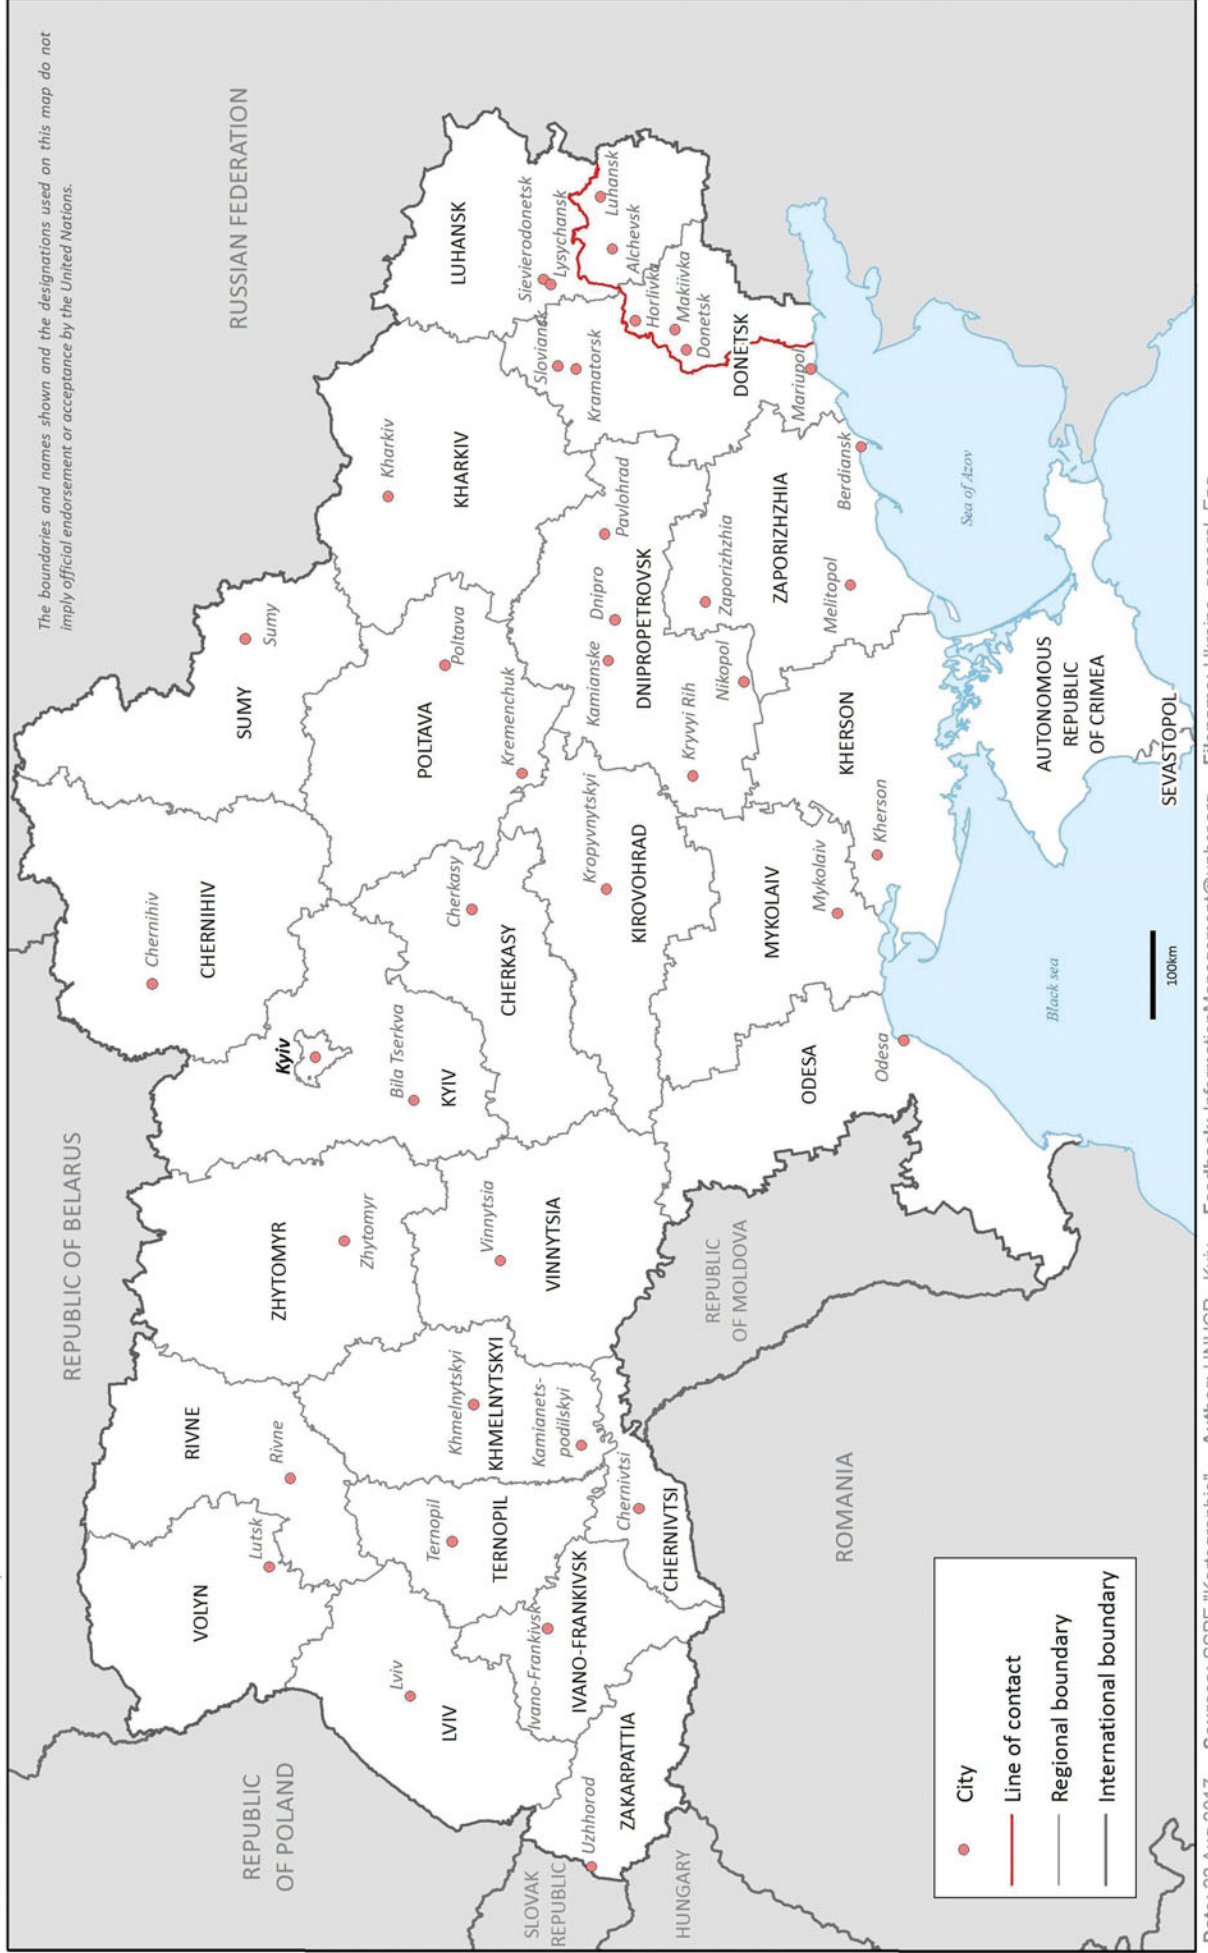 The boundaries and names shown and the designations used on this map do not
imply official endorsement or acceptance by the United Nations.
RUSSIAN FEDERATION
REPUBLIC OF BELARUS
REPUBLIC
OF POLAND
SLOVAK
REPUBLIC
HUNGARY
ROMANIA
REPUBLIC
OF MOLDOVA
VOLYN
Lutsk
RIVNE
Rivne
ZHYTOMYR
Zhytomyr
Kyiv
Bila Tserkva
KYIV
Chernihiv
CHERNIHIV
SUMY
Sumy
LVIV
Lviv
Ternopil
TERNOPIL
Khmelnytskyi
KHMELNYTSKYI
Kamianets-
podilskyi
Vinnytsia
VINNYTSIA
Cherkasy
CHERKASY
POLTAVA
Poltava
Kremenchuk
Kharkiv
KHARKIV
LUHANSK
Sievierodonetsk
Lysychansk
Luhansk
Alchevsk
Sloviansk
Kramatorsk
Horlivka
Makiivka
Donetsk
DONETSK
Mariupol
Uzhhorod
ZAKARPATTIA
Ivano-Frankivsk
IVANO-FRANKIVSK
Chernivtsi
CHERNIVTSI
Kropyvnytskyi
KIROVOHRAD
Kamianske
Dnipro
Pavlohrad
DNIPROPETROVSK
Kryvyi Rih
Nikopol
Zaporizhzhia
ZAPORIZHZHIA
Melitopol
Berdiansk
MYKOLAIV
Mykolaiv
ODESA
Odesa
KHERSON
Kherson
Sea of Azov
Black sea
AUTONOMOUS
REPUBLIC
OF CRIMEA
SEVASTOPOL
100km
City
Line of contact
Regional boundary
International boundary